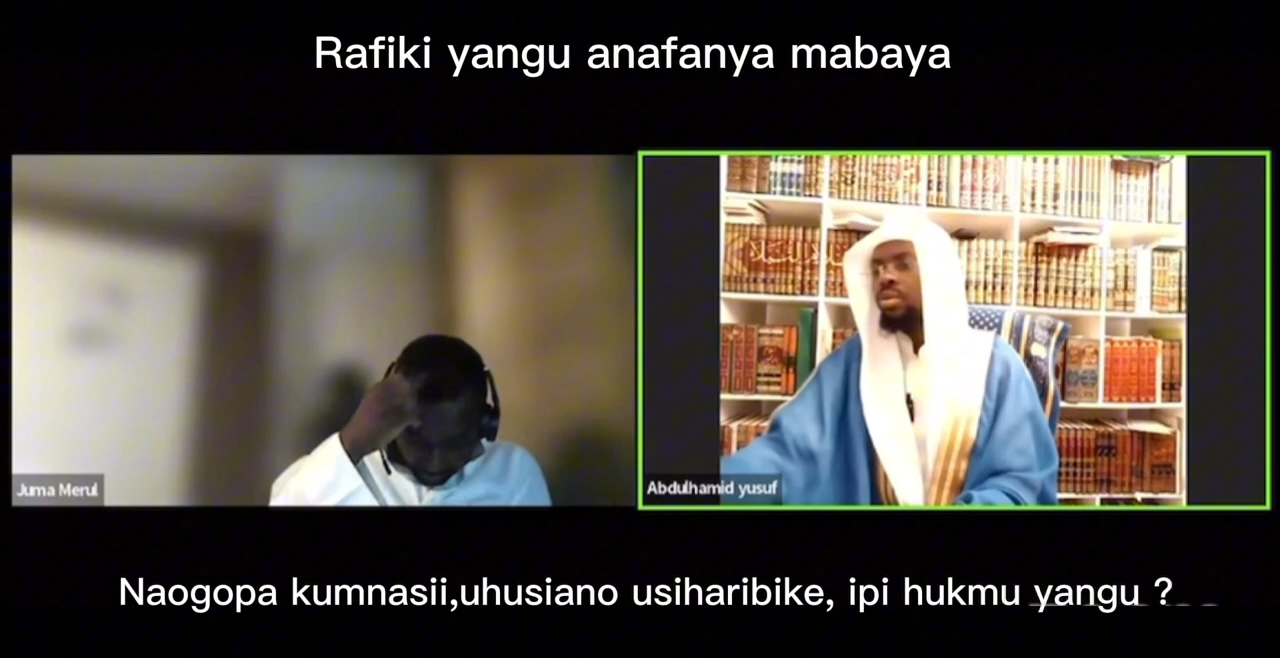 Rafiki yangu anafanya mabaya
Juma Merul
Abdulhamid yusuf
Naogopa kumnasii,uhusiano usiharibike, ipi hukmu yangu ?